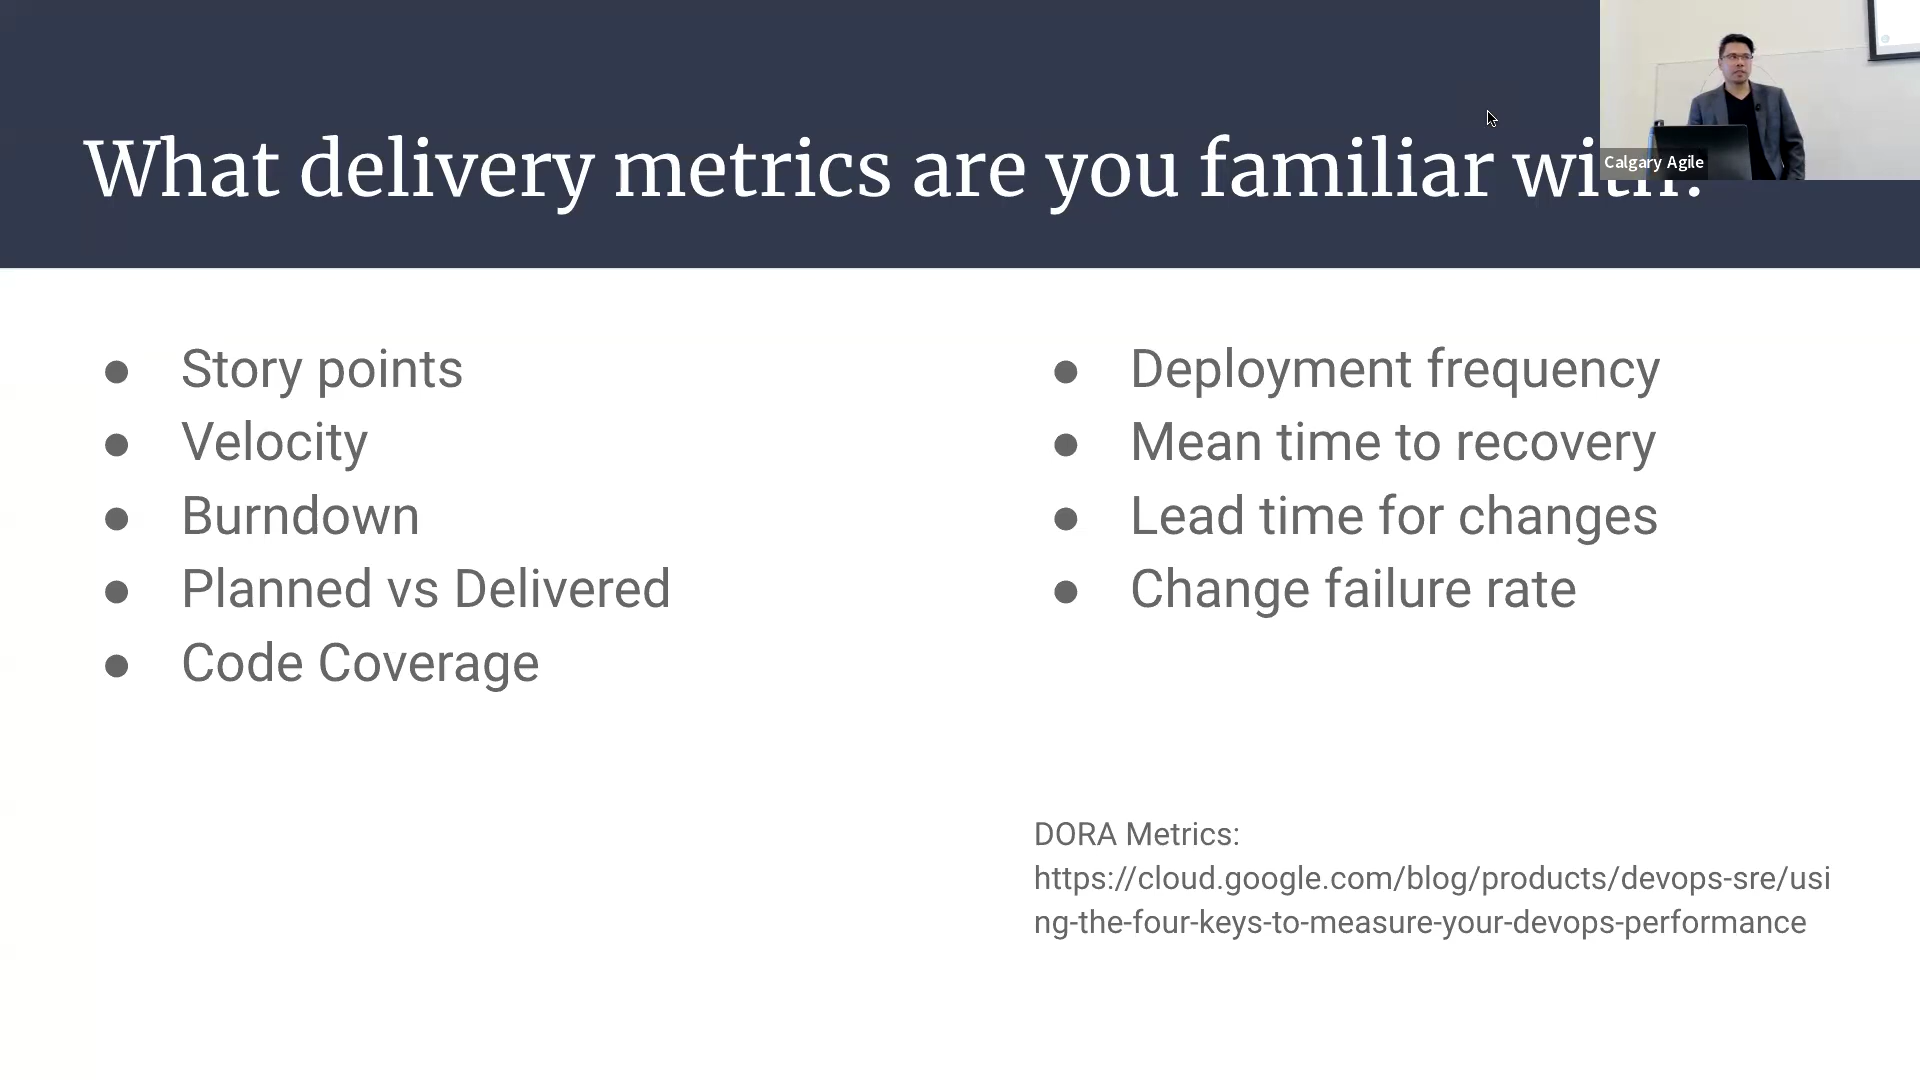 What delivery metrics are you familiar with?
Calgary Agile
● Story points
● Velocity
● Burndown
● Planned vs Delivered
● Code Coverage
● Deployment frequency
● Mean time to recovery
● Lead time for changes
● Change failure rate
DORA Metrics:
https://cloud.google.com/blog/products/devops-sre/usi
ng-the-four-keys-to-measure-your-devops-performance